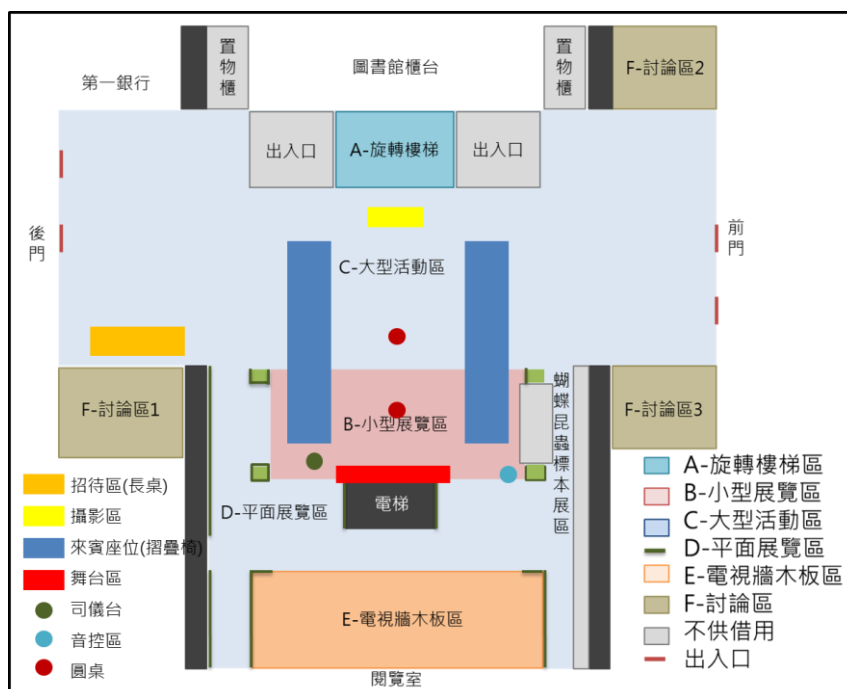 置物櫃
圖書館櫃台
置物櫃
F-討論區2
第一銀行
出入口
A-旋轉樓梯
出入口
後門
前門
C-大型活動區
F-討論區1
B-小型展覽區
蝴蝶昆蟲標本展區
F-討論區3
招待區(長桌)
攝影區
來賓座位(摺疊椅)
舞台區
司儀台
音控區
圓桌
D-平面展覽區
電梯
E-電視牆木板區
閱覽室
A-旋轉樓梯區
B-小型展覽區
C-大型活動區
D-平面展覽區
E-電視牆木板區
F-討論區
不供借用
出入口